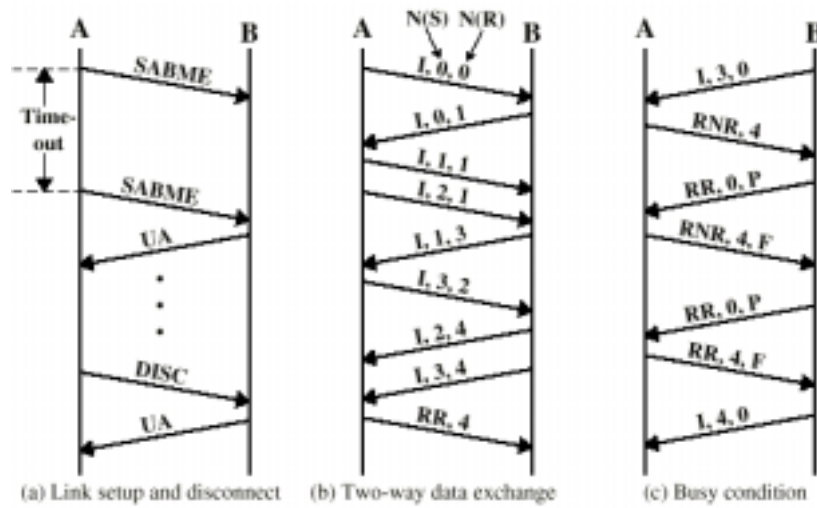 A
B
SABME
Time-
out
SABME
UA
DISC
UA
(a) Link setup and disconnect
N(S) N(R)
A
B
I, 0, 0
I, 0, 1
I, 1, 1
I, 2, 1
I, 1, 3
I, 3, 2
I, 2, 4
I, 3, 4
RR, 4
(b) Two-way data exchange
A
B
I, 3, 0
RNR, 4
RR, 0, P
RNR, 4, F
RR, 0, P
RR, 4, F
I, 4, 0
(c) Busy condition